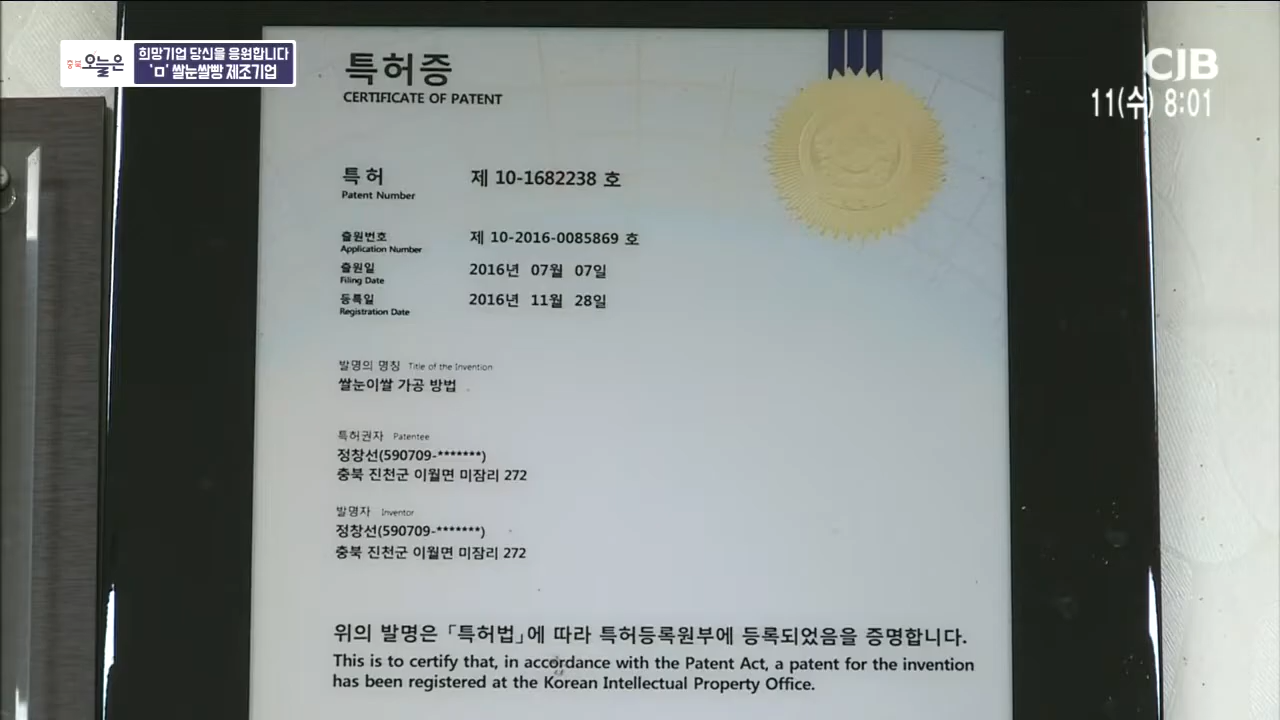 충북 오늘은
희망기업 당신을 응원합니다
'ㅁ' 쌀눈쌀빵 제조기업
CJB
11(수) 8:01
특허증
CERTIFICATE OF PATENT
특허 제 10-1682238 호
Patent Number
출원번호 제 10-2016-0085869 호
Application Number
출원일 2016년 07월 07일
Filing Date
등록일 2016년 11월 28일
Registration Date
발명의 명칭 Title of the Invention
쌀눈이쌀 가공 방법
특허권자 Patentee
정창선(590709-*******)
충북 진천군 이월면 미잠리 272
발명자 Inventor
정창선(590709-*******)
충북 진천군 이월면 미잠리 272
위의 발명은 「특허법」에 따라 특허등록원부에 등록되었음을 증명합니다.
This is to certify that, in accordance with the Patent Act, a patent for the invention
has been registered at the Korean Intellectual Property Office.